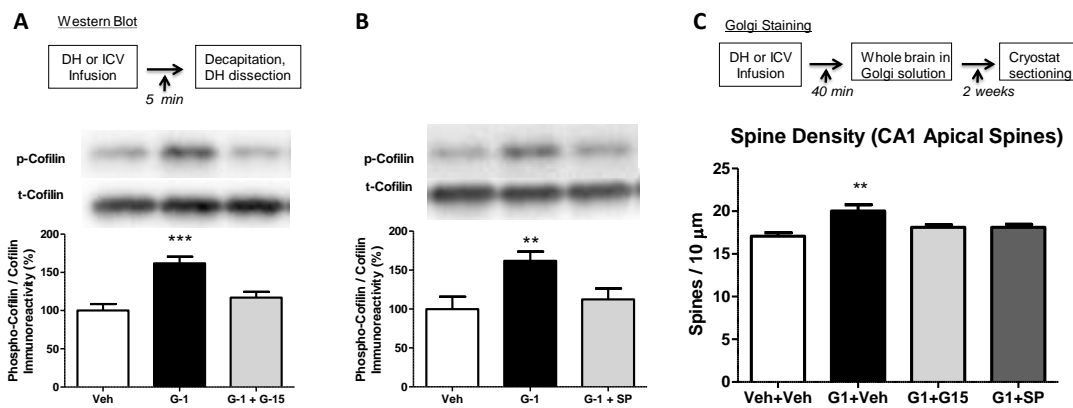 A
Western Blot
DH or ICV
Infusion
5 min
Decapitation,
DH dissection
p-Cofilin
t-Cofilin
Phospho-Cofilin / Cofilin
Immunoreactivity (%)
200
150
100
50
0
***
Veh
G-1
G-1 + G-15
B
p-Cofilin
t-Cofilin
Phospho-Cofilin / Cofilin
Immunoreactivity (%)
200
150
100
50
0
**
Veh
G-1
G-1 + SP
C
Golgi Staining
DH or ICV
Infusion
40 min
Whole brain in
Golgi solution
2 weeks
Cryostat
sectioning
Spine Density (CA1 Apical Spines)
Spines / 10 µm
25
20
15
10
5
0
**
Veh+Veh
G1+Veh
G1+G15
G1+SP